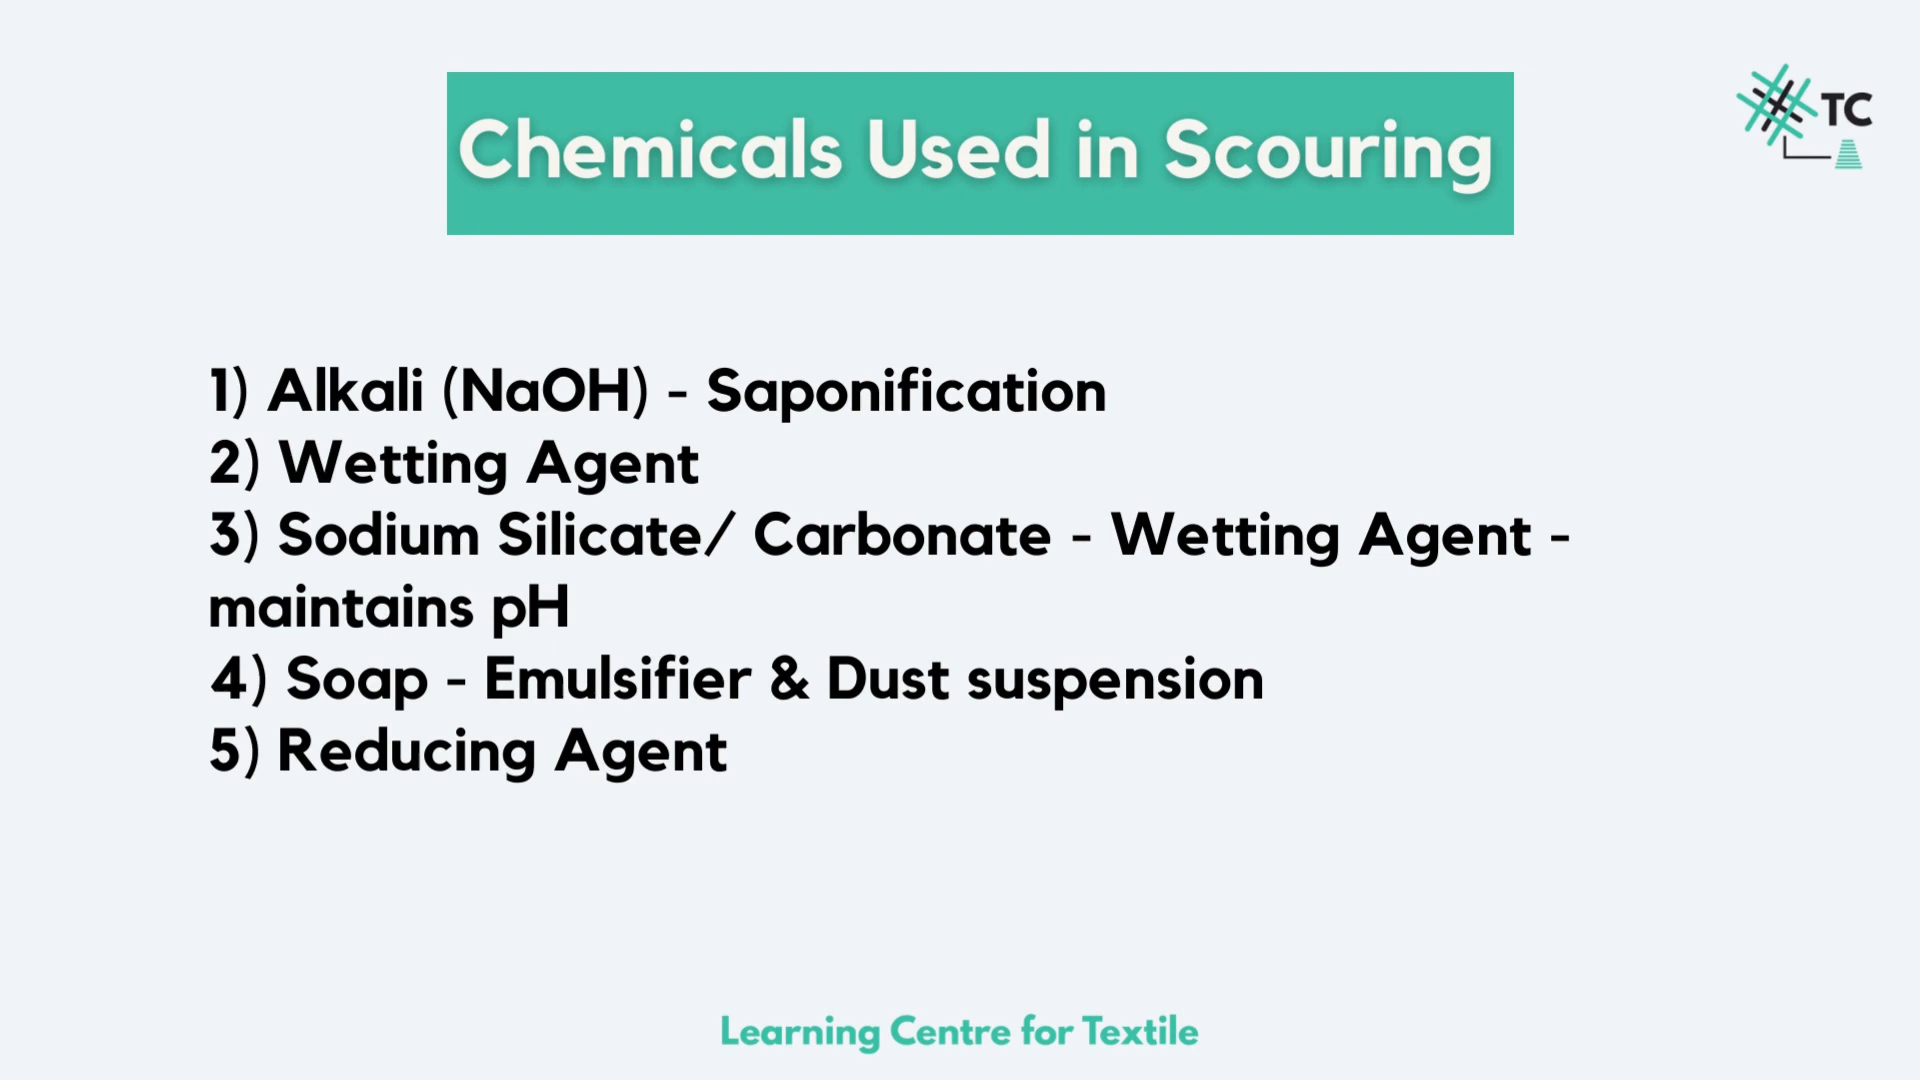 Chemicals Used in Scouring
TC
1) Alkali (NaOH) - Saponification
2) Wetting Agent
3) Sodium Silicate/ Carbonate - Wetting Agent -
maintains pH
4) Soap - Emulsifier & Dust suspension
5) Reducing Agent
Learning Centre for Textile